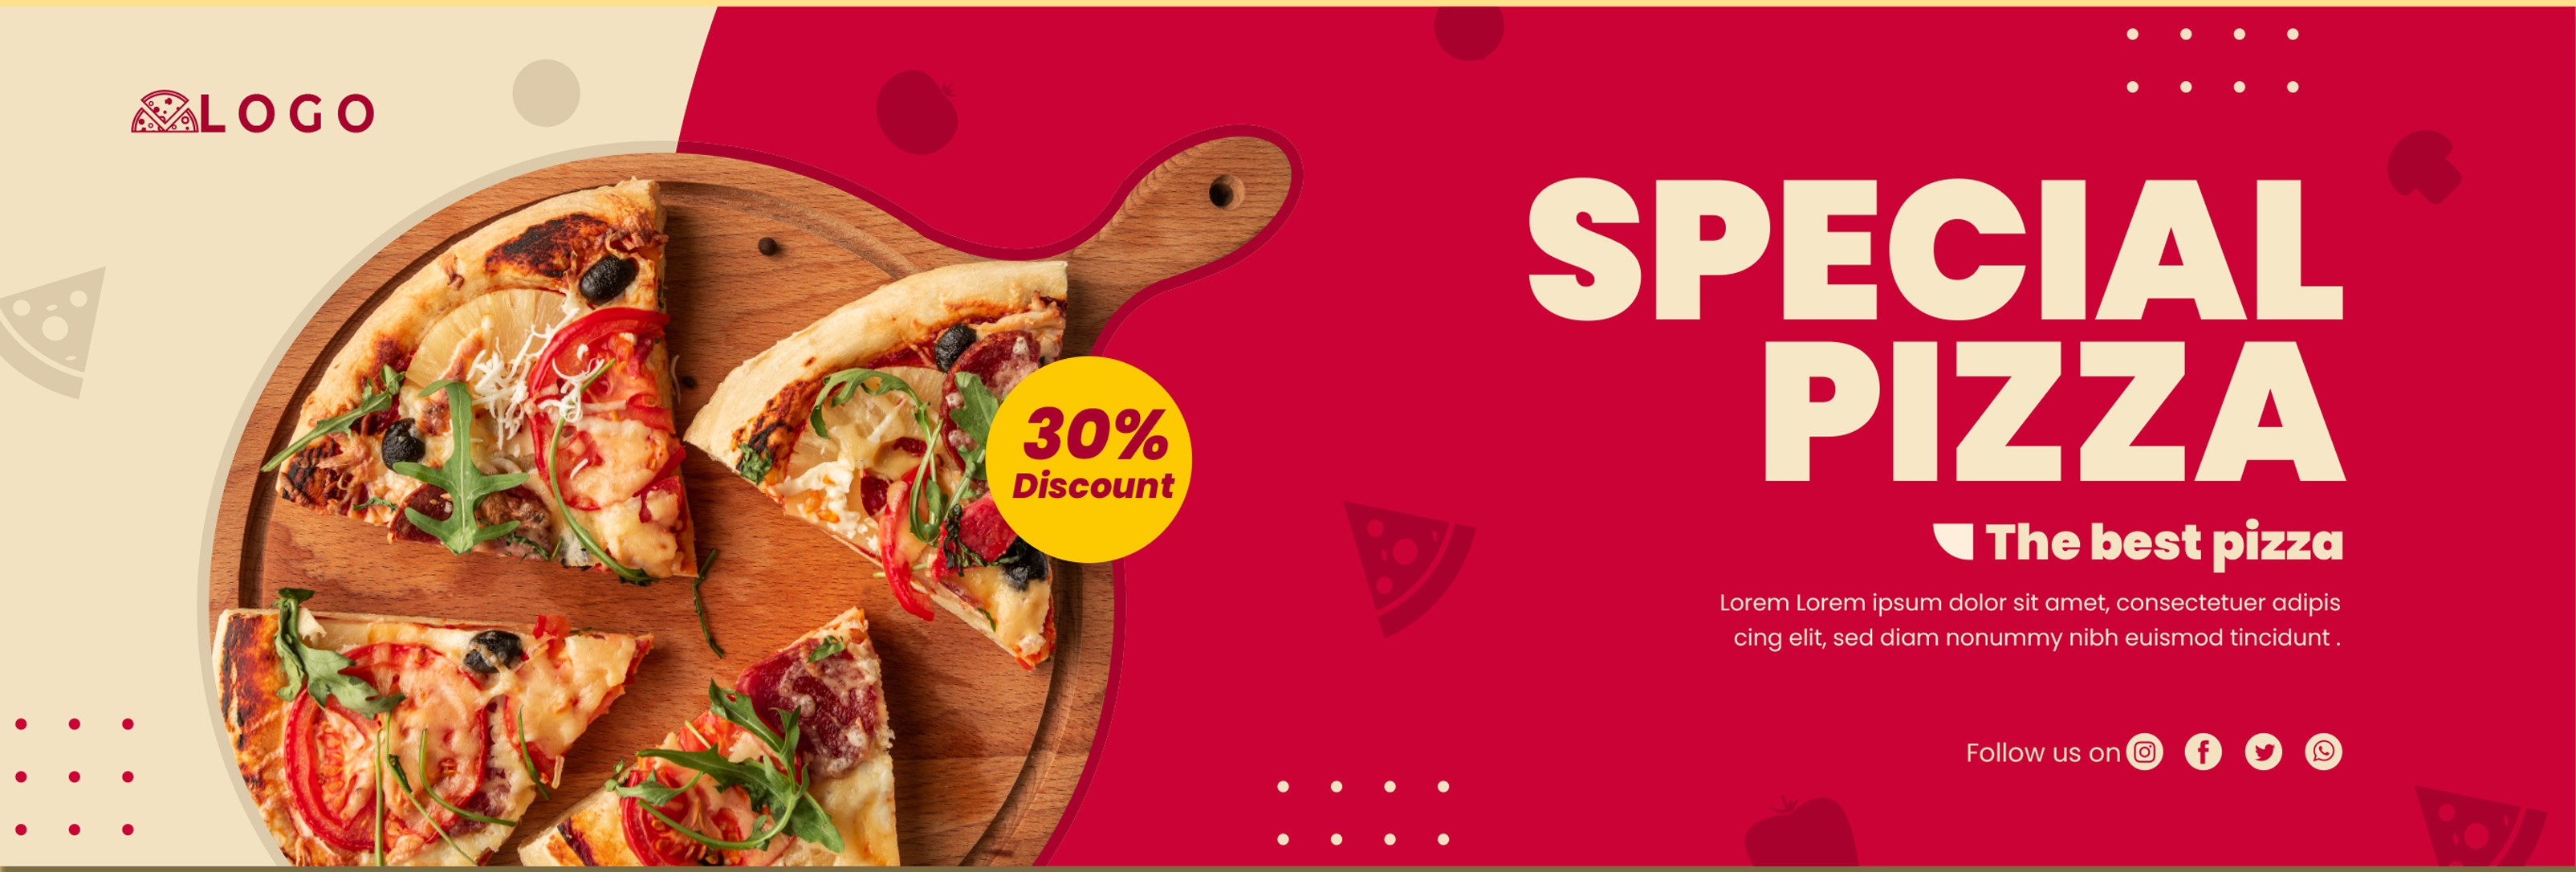 LOGO
SPECIAL
PIZZA
30%
Discount
The best pizza
Lorem Lorem ipsum dolor sit amet, consectetuer adipis
cing elit, sed diam nonummy nibh euismod tincidunt .
Follow us on